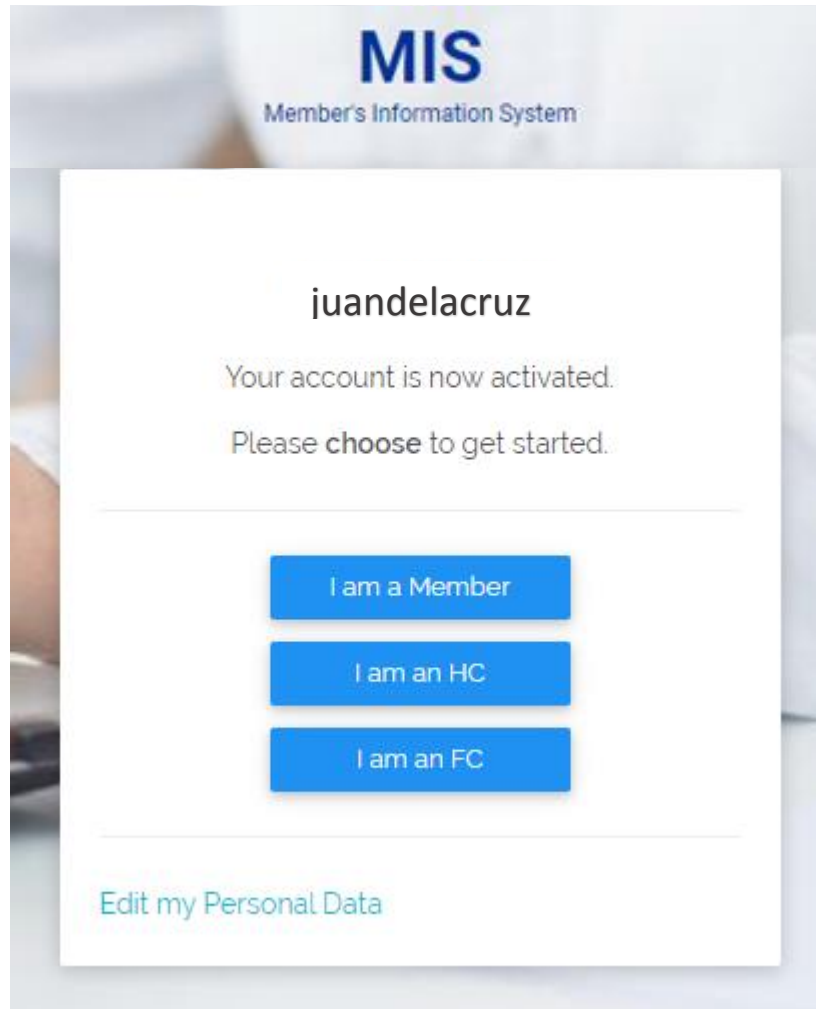 MIS
Member's Information System
juandelacruz
Your account is now activated.
Please choose to get started.
I am a Member
I am an HC
I am an FC
Edit my Personal Data